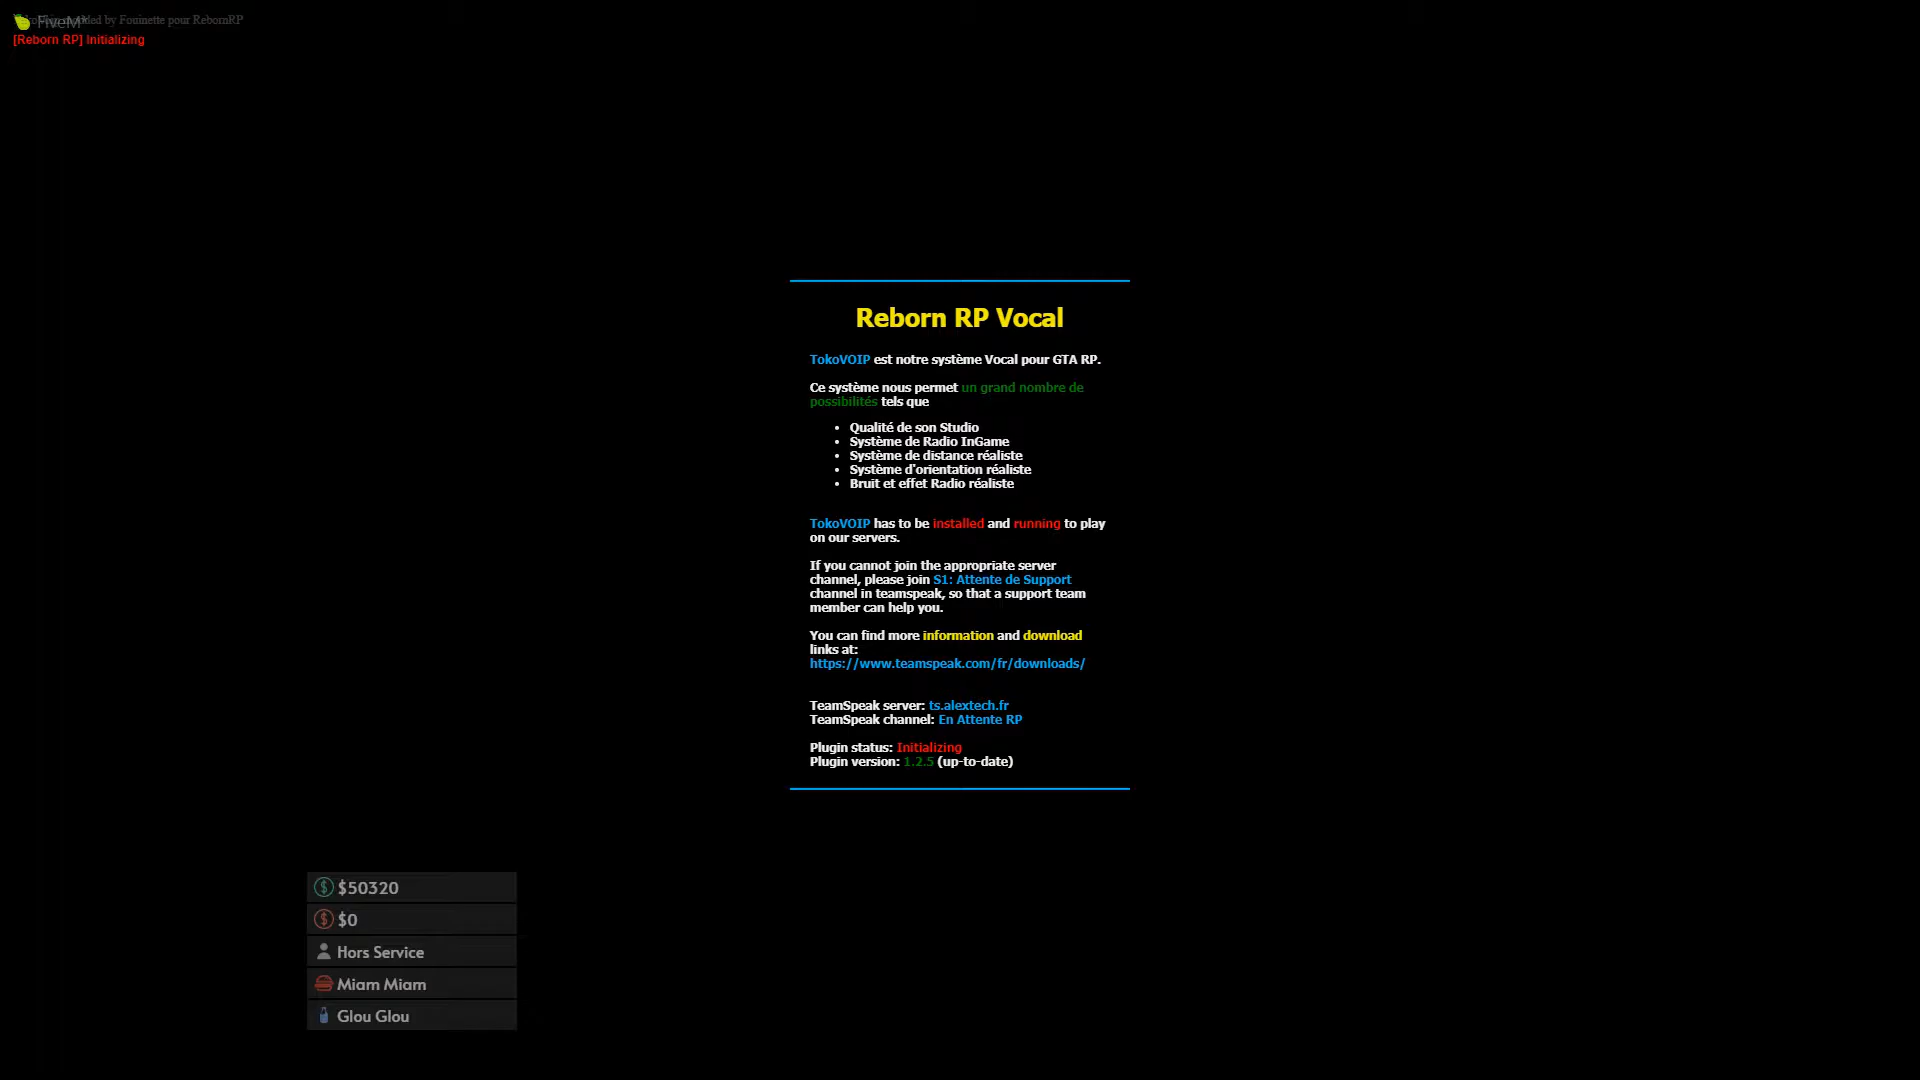 FiveM
by Fouinette pour RebornRP
[Reborn RP] Initializing
Reborn RP Vocal
TokoVOIP est notre système Vocal pour GTA RP.
Ce système nous permet un grand nombre de
possibilités tels que
• Qualité de son Studio
• Système de Radio InGame
• Système de distance réaliste
• Système d'orientation réaliste
• Bruit et effet Radio réaliste
TokoVOIP has to be installed and running to play
on our servers.
If you cannot join the appropriate server
channel, please join S1: Attente de Support
channel in teamspeak, so that a support team
member can help you.
You can find more information and download
links at:
https://www.teamspeak.com/fr/downloads/
TeamSpeak server: ts.alextech.fr
TeamSpeak channel: En Attente RP
Plugin status: Initializing
Plugin version: 1.2.5 (up-to-date)
$50320
$0
Hors Service
Miam Miam
Glou Glou